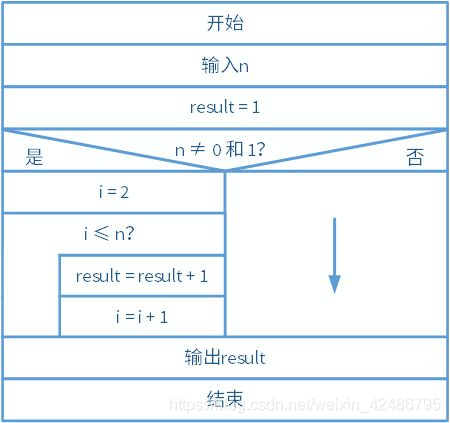 开始
输入n
result = 1
n ≠ 0 和 1?
是
否
i = 2
i ≤ n?
result = result + 1
i = i + 1
输出result
结束
https://blog.csdn.net/weixin_42486795